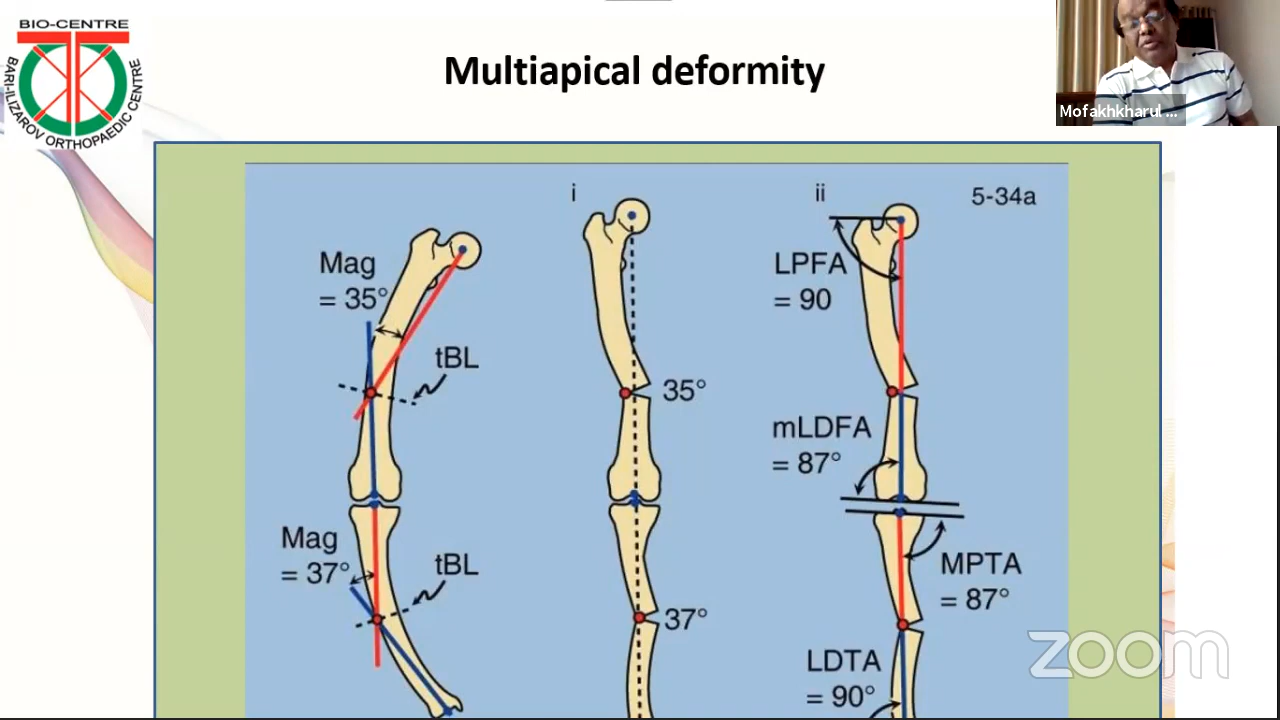 BIO-CENTRE
BARI-ILIZAROV ORTHOPAEDIC CENTRE
Multiapical deformity
Mofakhkharul ...
i
ii
5-34a
Mag
= 35°
tBL
35°
LPFA
= 90
mLDFA
= 87°
Mag
= 37°
tBL
37°
MPTA
= 87°
LDTA
= 90°
zoom